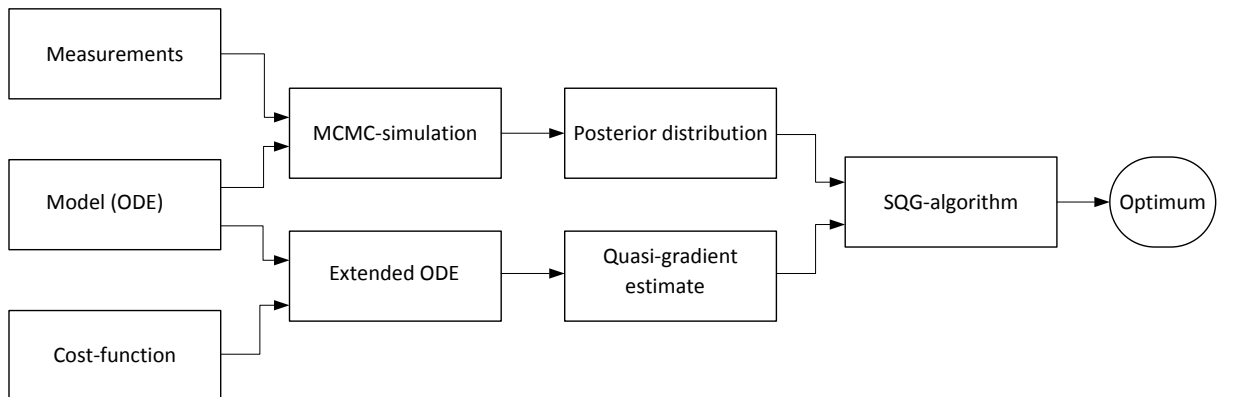 Measurements
MCMC-simulation
Posterior distribution
Model (ODE)
SQG-algorithm
Optimum
Extended ODE
Quasi-gradient
estimate
Cost-function